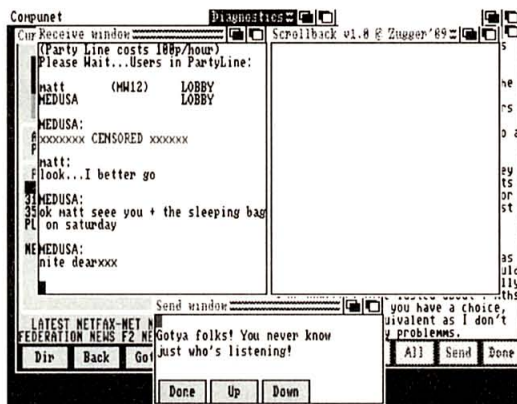 Compunet
Diagnostics
Receive window
Scrollback v1.0 @ Zugger'89
(Party Line costs 100p/hour)
Please Wait...Users in PartyLine:
matt (MW12) LOBBY
MEDUSA LOBBY
MEDUSA:
xxxxxxx CENSORED xxxxxx
matt:
look...I better go
MEDUSA:
ok matt seee you + the sleeping bag
on saturday
MEDUSA:
nite dearxxx
Send window
Gotya folks! You never know
just who's listening!
Done Up Down
you have a choice,
uivalent as I don't
problemms.
LATEST NETFAX-NET N
FEDERATION NEWS F2 NE
Dir Back Got
All Send Done